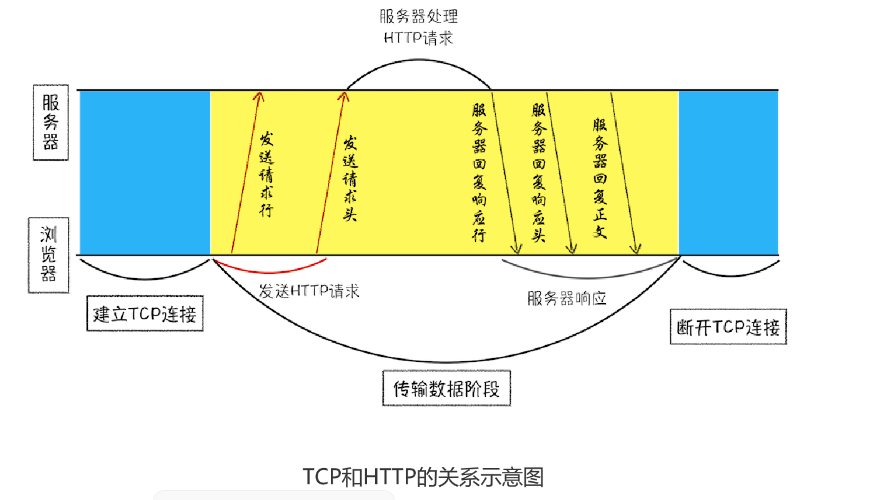 服务器处理
HTTP请求
服务器
浏览器
发送请求行
发送请求头
服务器回复响应行
服务器回复响应头
服务器回复正文
发送HTTP请求
服务器响应
建立TCP连接
断开TCP连接
传输数据阶段
TCP和HTTP的关系示意图